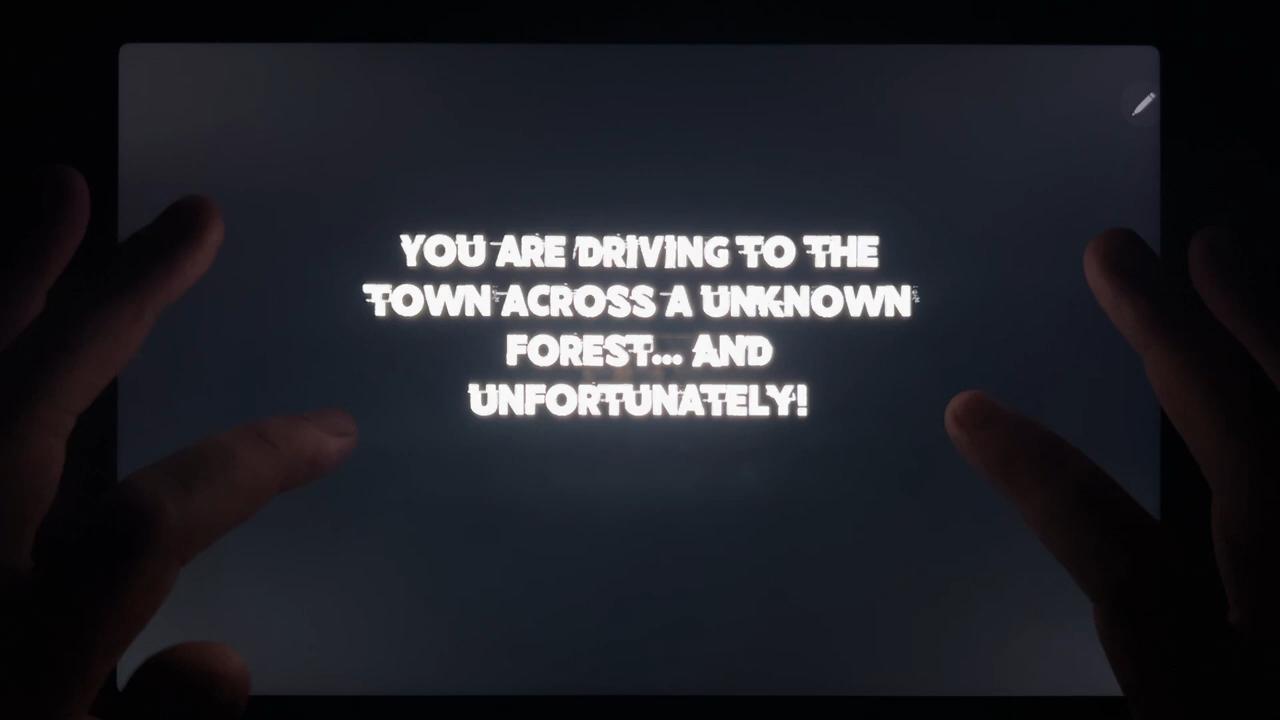 YOU ARE DRIVING TO THE
TOWN ACROSS A UNKNOWN
FOREST... AND
UNFORTUNATELY!